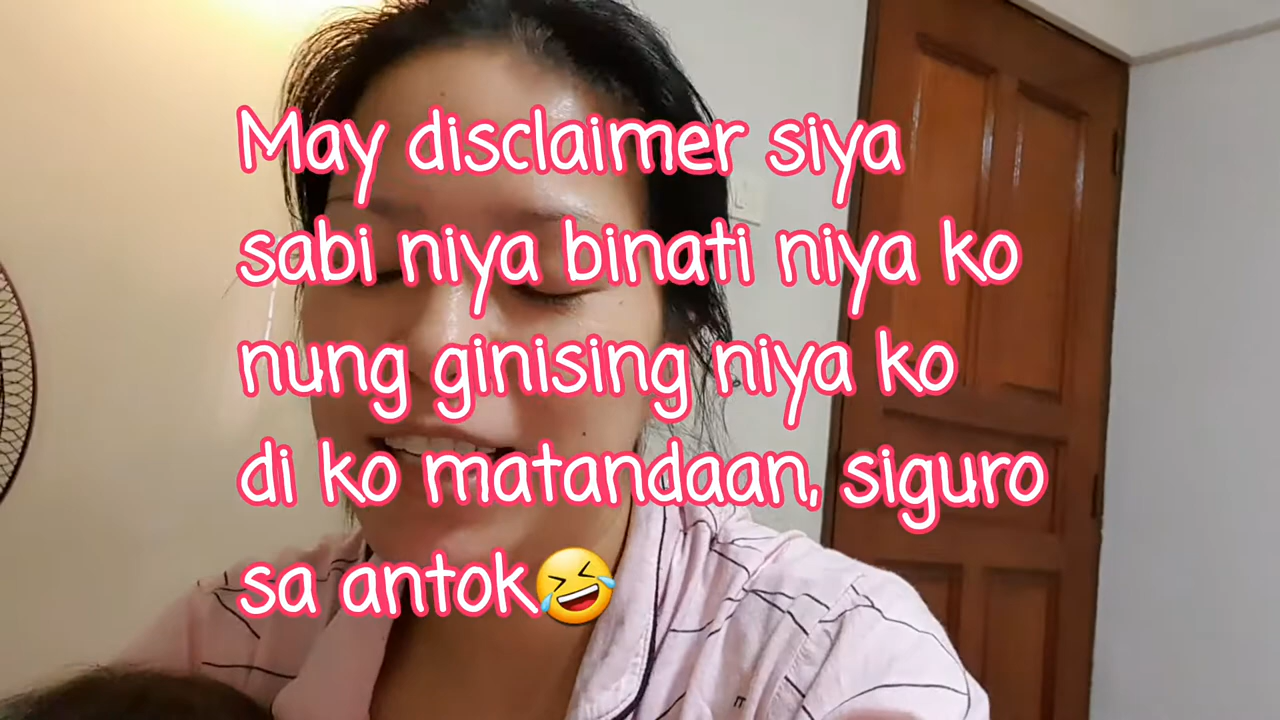 May disclaimer siya
sabi niya binati niya ko
nung ginising niya ko
di ko matandaan, siguro
sa antok🤣